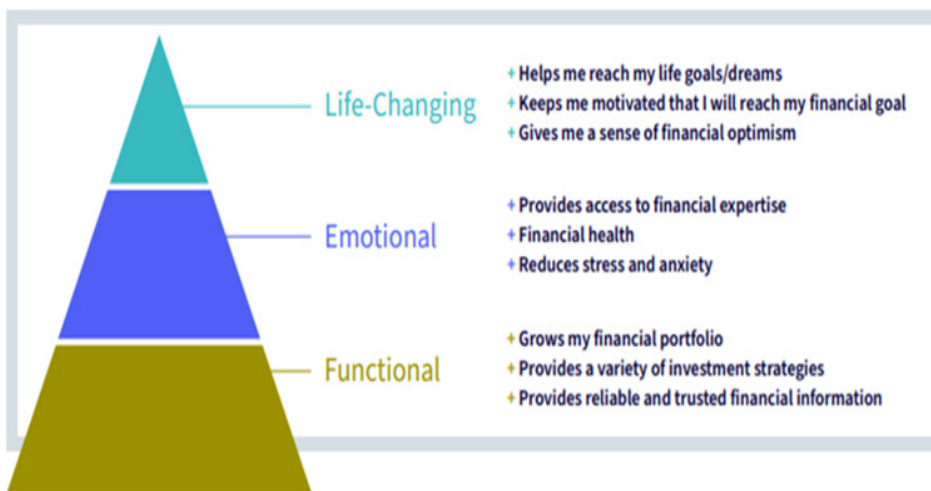 Life-Changing
+ Helps me reach my life goals/dreams
+ Keeps me motivated that I will reach my financial goal
+ Gives me a sense of financial optimism
Emotional
+ Provides access to financial expertise
+ Financial health
+ Reduces stress and anxiety
Functional
+ Grows my financial portfolio
+ Provides a variety of investment strategies
+ Provides reliable and trusted financial information